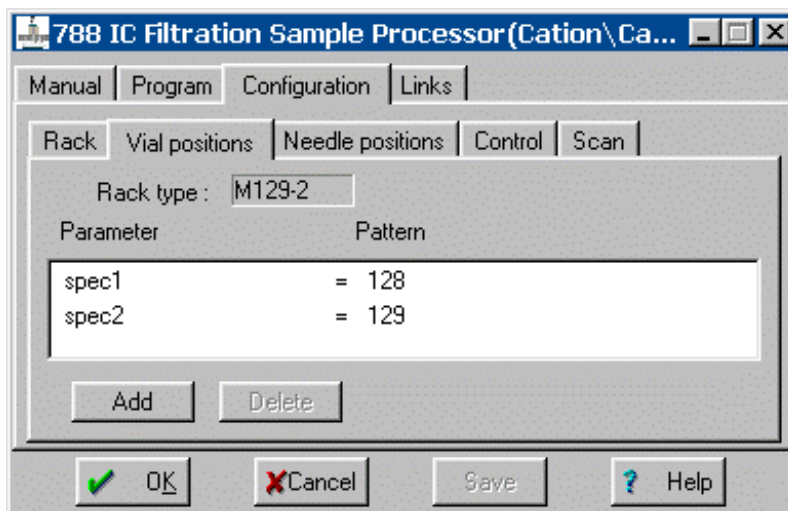 788 IC Filtration Sample Processor(Cation\Ca...
Manual Program Configuration Links
Rack Vial positions Needle positions Control Scan
Rack type : M129-2
Parameter Pattern
spec1 = 128
spec2 = 129
Add Delete
OK Cancel Save ? Help